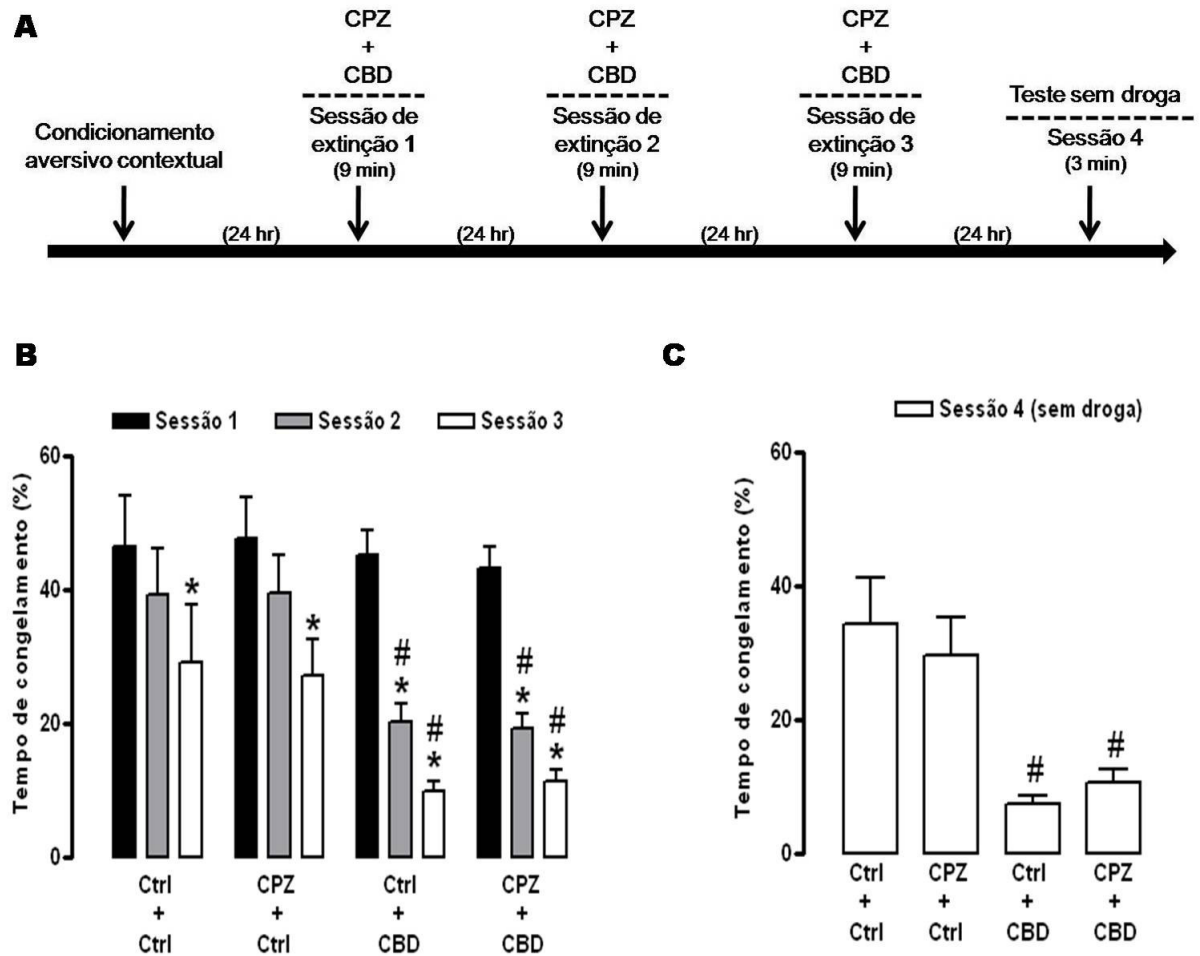 A
CPZ
+
CBD
Sessão de
extinção 1
(9 min)
CPZ
+
CBD
Sessão de
extinção 2
(9 min)
CPZ
+
CBD
Sessão de
extinção 3
(9 min)
Teste sem droga
Sessão 4
(3 min)
Condicionamento
aversivo contextual
(24 hr)
(24 hr)
(24 hr)
(24 hr)
B
Sessão 1
Sessão 2
Sessão 3
Tempo de congelamento (%)
60
40
20
0
*
*
#
*
#
*
#
*
#
*
Ctrl
+
Ctrl
CPZ
+
Ctrl
Ctrl
+
CBD
CPZ
+
CBD
C
Sessão 4 (sem droga)
Tempo de congelamento (%)
60
40
20
0
#
#
Ctrl
+
Ctrl
CPZ
+
Ctrl
Ctrl
+
CBD
CPZ
+
CBD